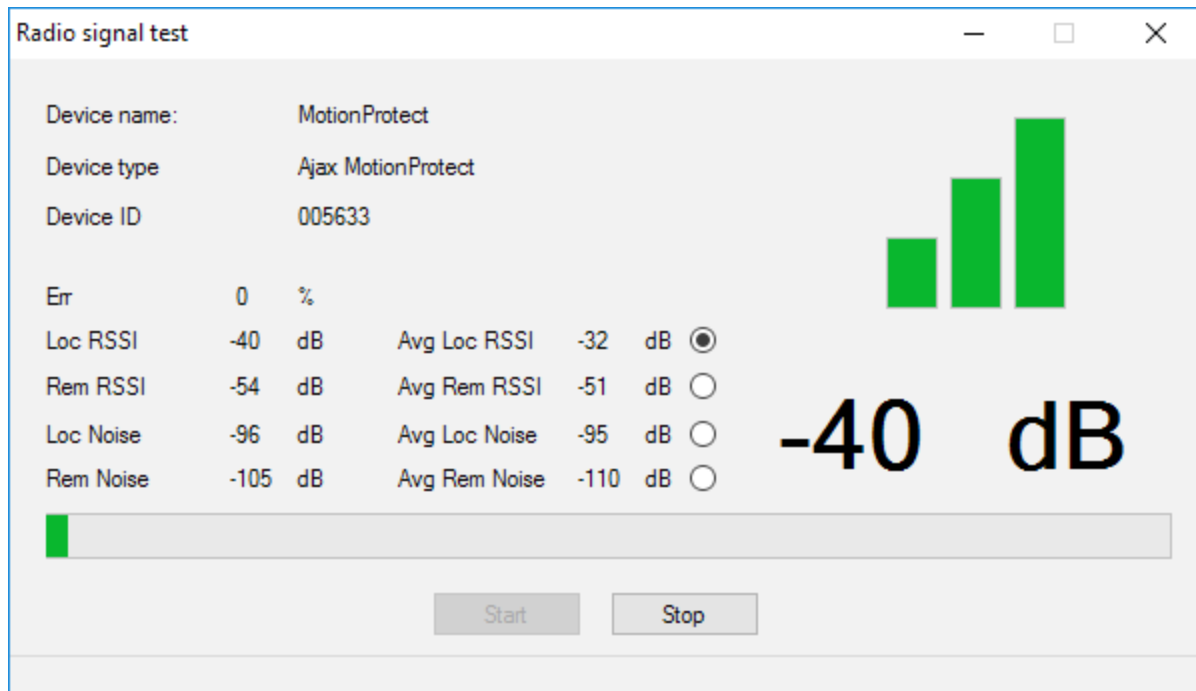 Radio signal test
Device name: MotionProtect
Device type Ajax MotionProtect
Device ID 005633
Err 0 %
Loc RSSI -40 dB Avg Loc RSSI -32 dB
Rem RSSI -54 dB Avg Rem RSSI -51 dB
Loc Noise -96 dB Avg Loc Noise -95 dB
Rem Noise -105 dB Avg Rem Noise -110 dB
-40 dB
Start Stop